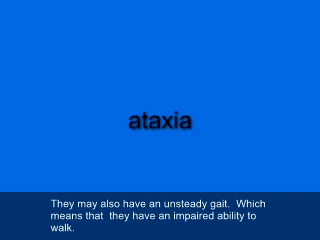 ataxia
They may also have an unsteady gait.  Which
means that  they have an impaired ability to
walk.